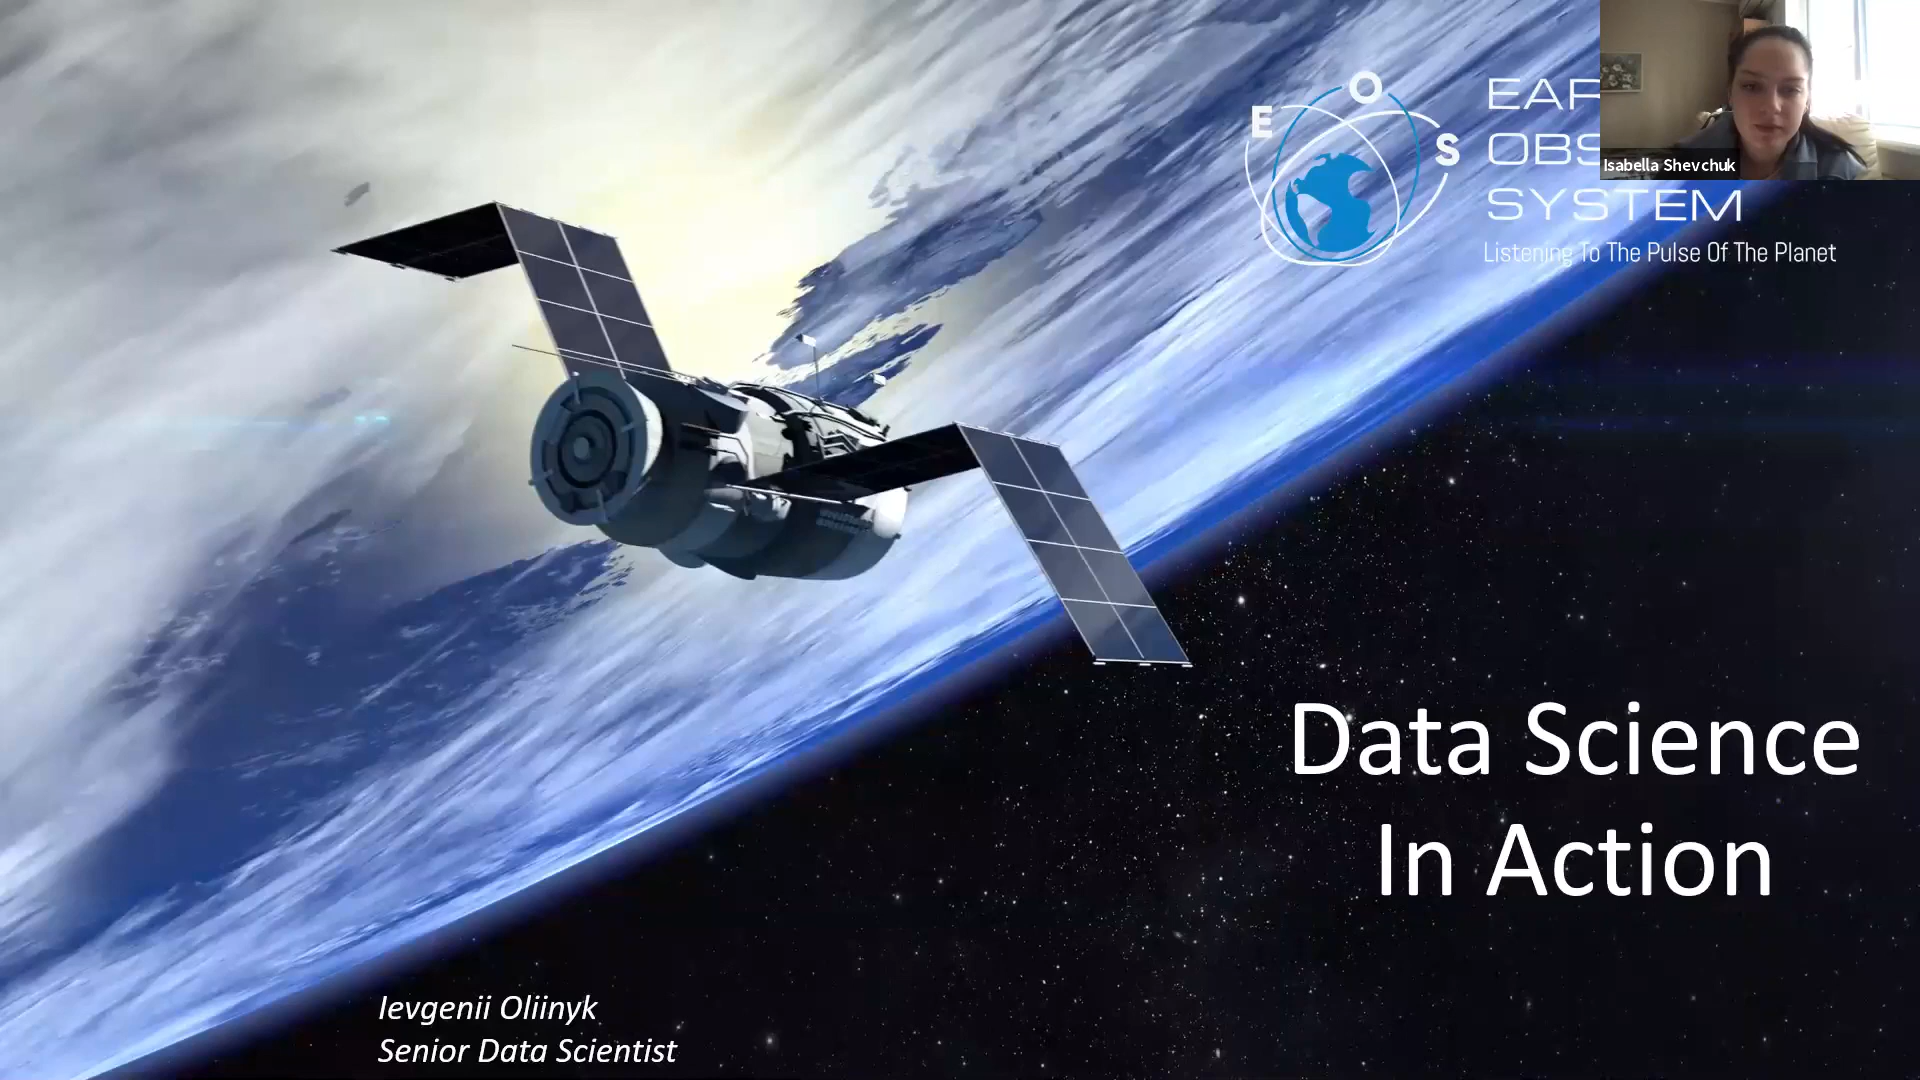 E O S
EAR
OBS
SYSTEM
Listening To The Pulse Of The Planet
Isabella Shevchuk
Data Science
In Action
Ievgenii Oliinyk
Senior Data Scientist